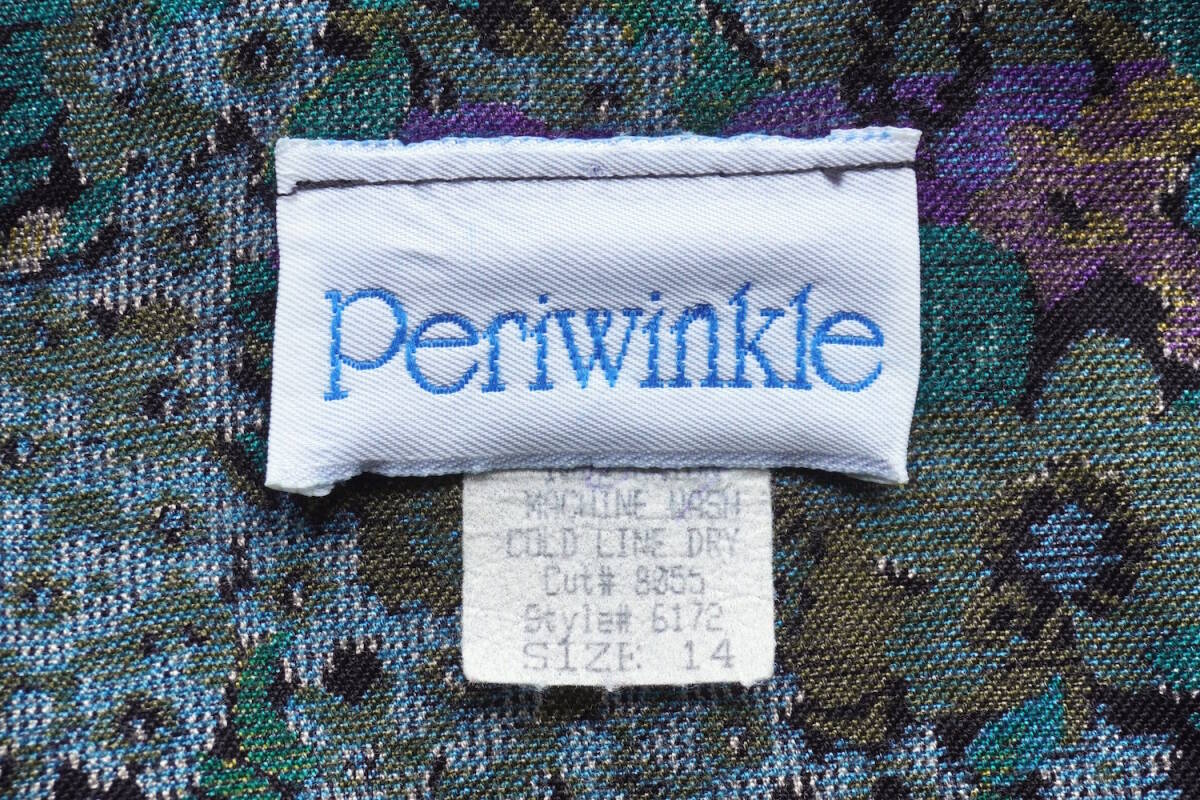 Periwinkle
MACHINE WASH
COLD LINE DRY
Cut# 8055
Style# 6172
SIZE 14